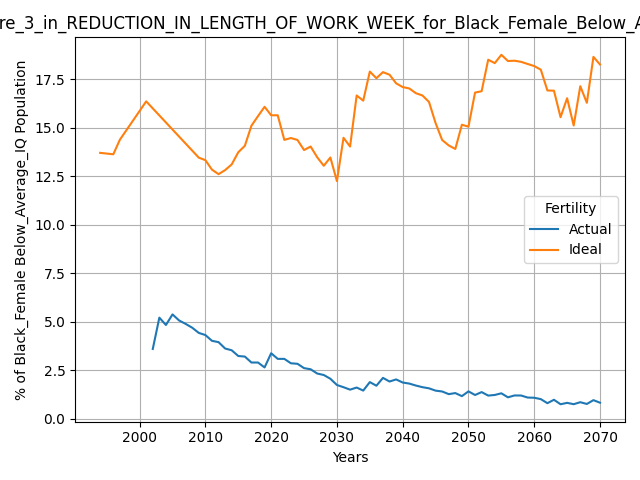 re_3_in_REDUCTION_IN_LENGTH_OF_WORK_WEEK_for_Black_Female_Below_A
% of Black_Female Below_Average_IQ Population
17.5
15.0
12.5
10.0
7.5
5.0
2.5
0.0
Fertility
Actual
Ideal
2000 2010 2020 2030 2040 2050 2060 2070
Years